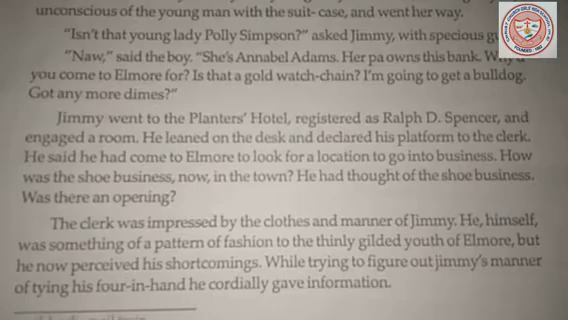 unconscious of the young man with the suit- case, and went her way.
"Isn't that young lady Polly Simpson?" asked Jimmy, with specious
"Naw," said the boy. "She's Annabel Adams. Her pa owns this bank.
you come to Elmore for? Is that a gold watch-chain? I'm going to get a bulldog.
Got any more dimes?"
Jimmy went to the Planters' Hotel, registered as Ralph D. Spencer, and
engaged a room. He leaned on the desk and declared his platform to the clerk.
He said he had come to Elmore to look for a location to go into business. How
was the shoe business, now, in the town? He had thought of the shoe business.
Was there an opening?
The clerk was impressed by the clothes and manner of Jimmy. He, himself,
was something of a pattern of fashion to the thinly gilded youth of Elmore, but
he now perceived his shortcomings. While trying to figure out jimmy's manner
of tying his four-in-hand he cordially gave information.